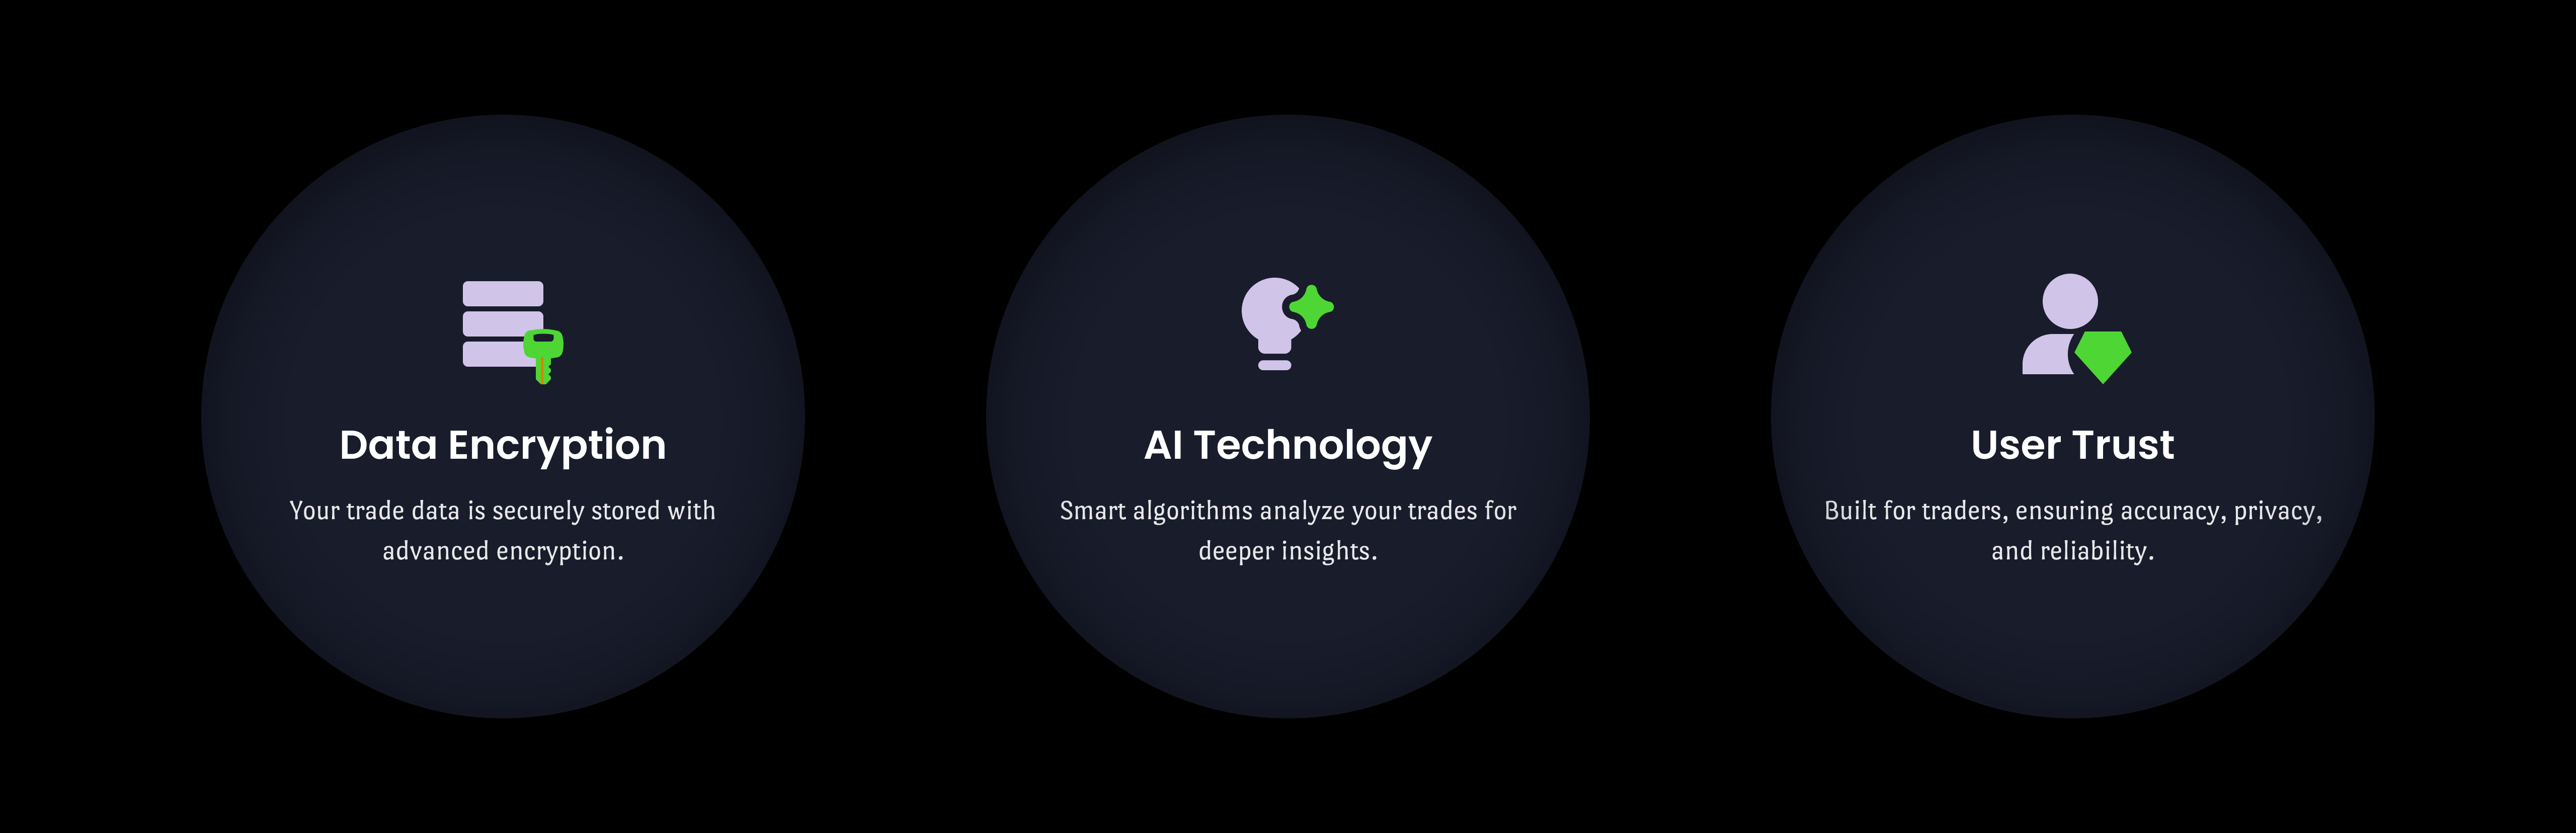 Data Encryption
Your trade data is securely stored with
advanced encryption.
AI Technology
Smart algorithms analyze your trades for
deeper insights.
User Trust
Built for traders, ensuring accuracy, privacy,
and reliability.